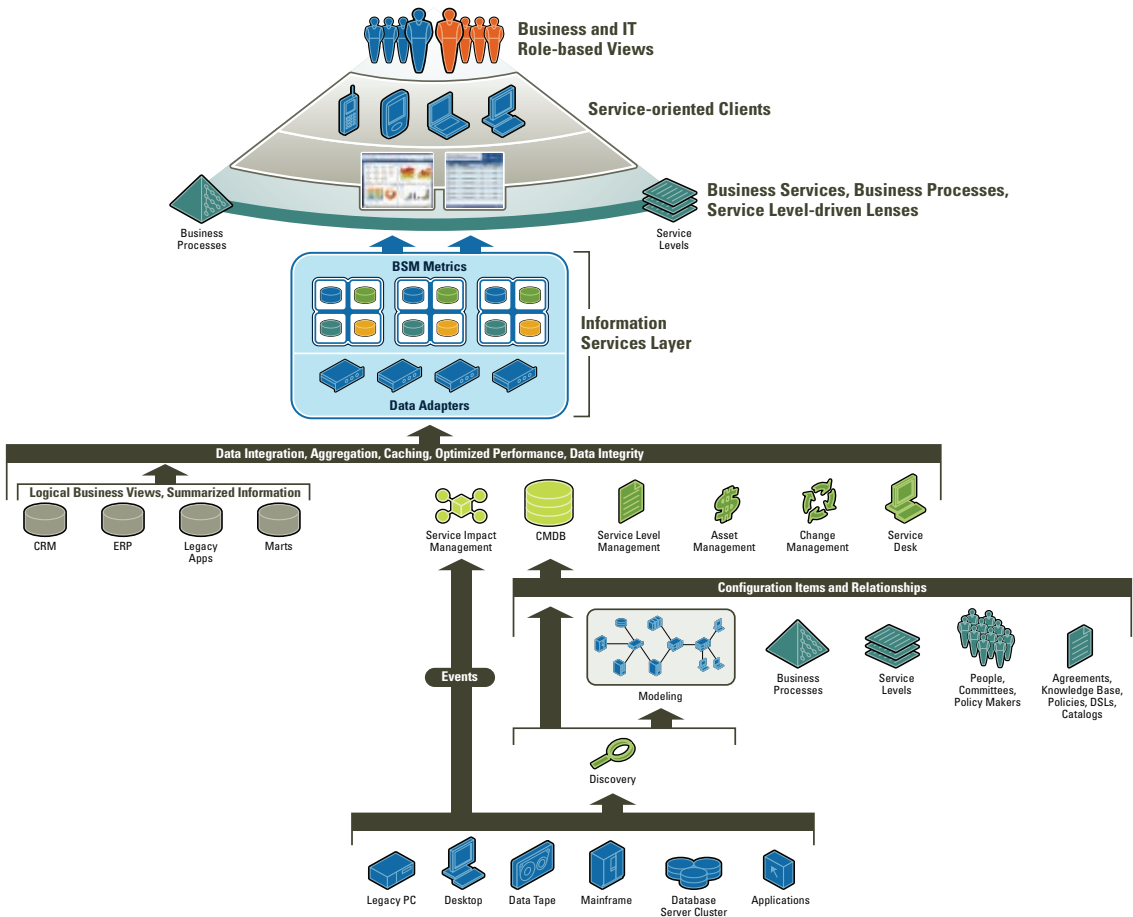 Business and IT
Role-based Views
Service-oriented Clients
Business Services, Business Processes,
Service Level-driven Lenses
Business
Processes
Service
Levels
BSM Metrics
Information
Services Layer
Data Adapters
Data Integration, Aggregation, Caching, Optimized Performance, Data Integrity
Logical Business Views, Summarized Information
CRM
ERP
Legacy
Apps
Marts
Service Impact
Management
CMDB
Service Level
Management
Asset
Management
Change
Management
Service
Desk
Configuration Items and Relationships
Events
Modeling
Business
Processes
Service
Levels
People,
Committees,
Policy Makers
Agreements,
Knowledge Base,
Policies, DSLs,
Catalogs
Discovery
Legacy PC
Desktop
Data Tape
Mainframe
Database
Server Cluster
Applications